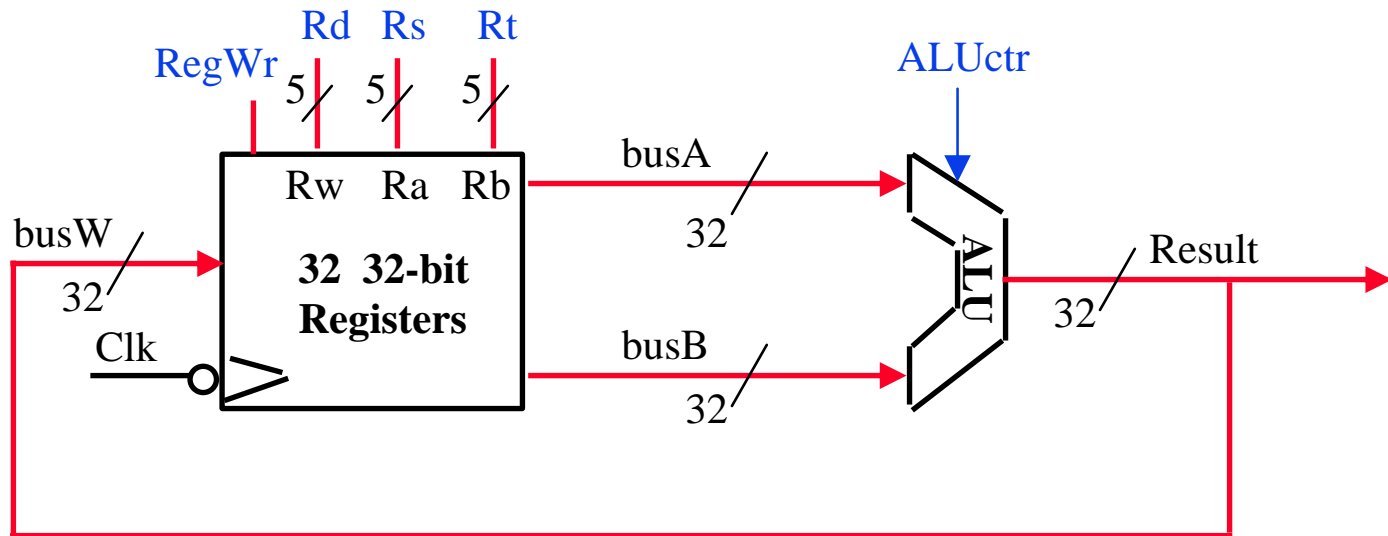 Rd Rs Rt
RegWr ALUctr
5 5 5
busA
Rw Ra Rb
32
busW Result
32 32-bit
ALU
32 32
Registers
Clk busB
32